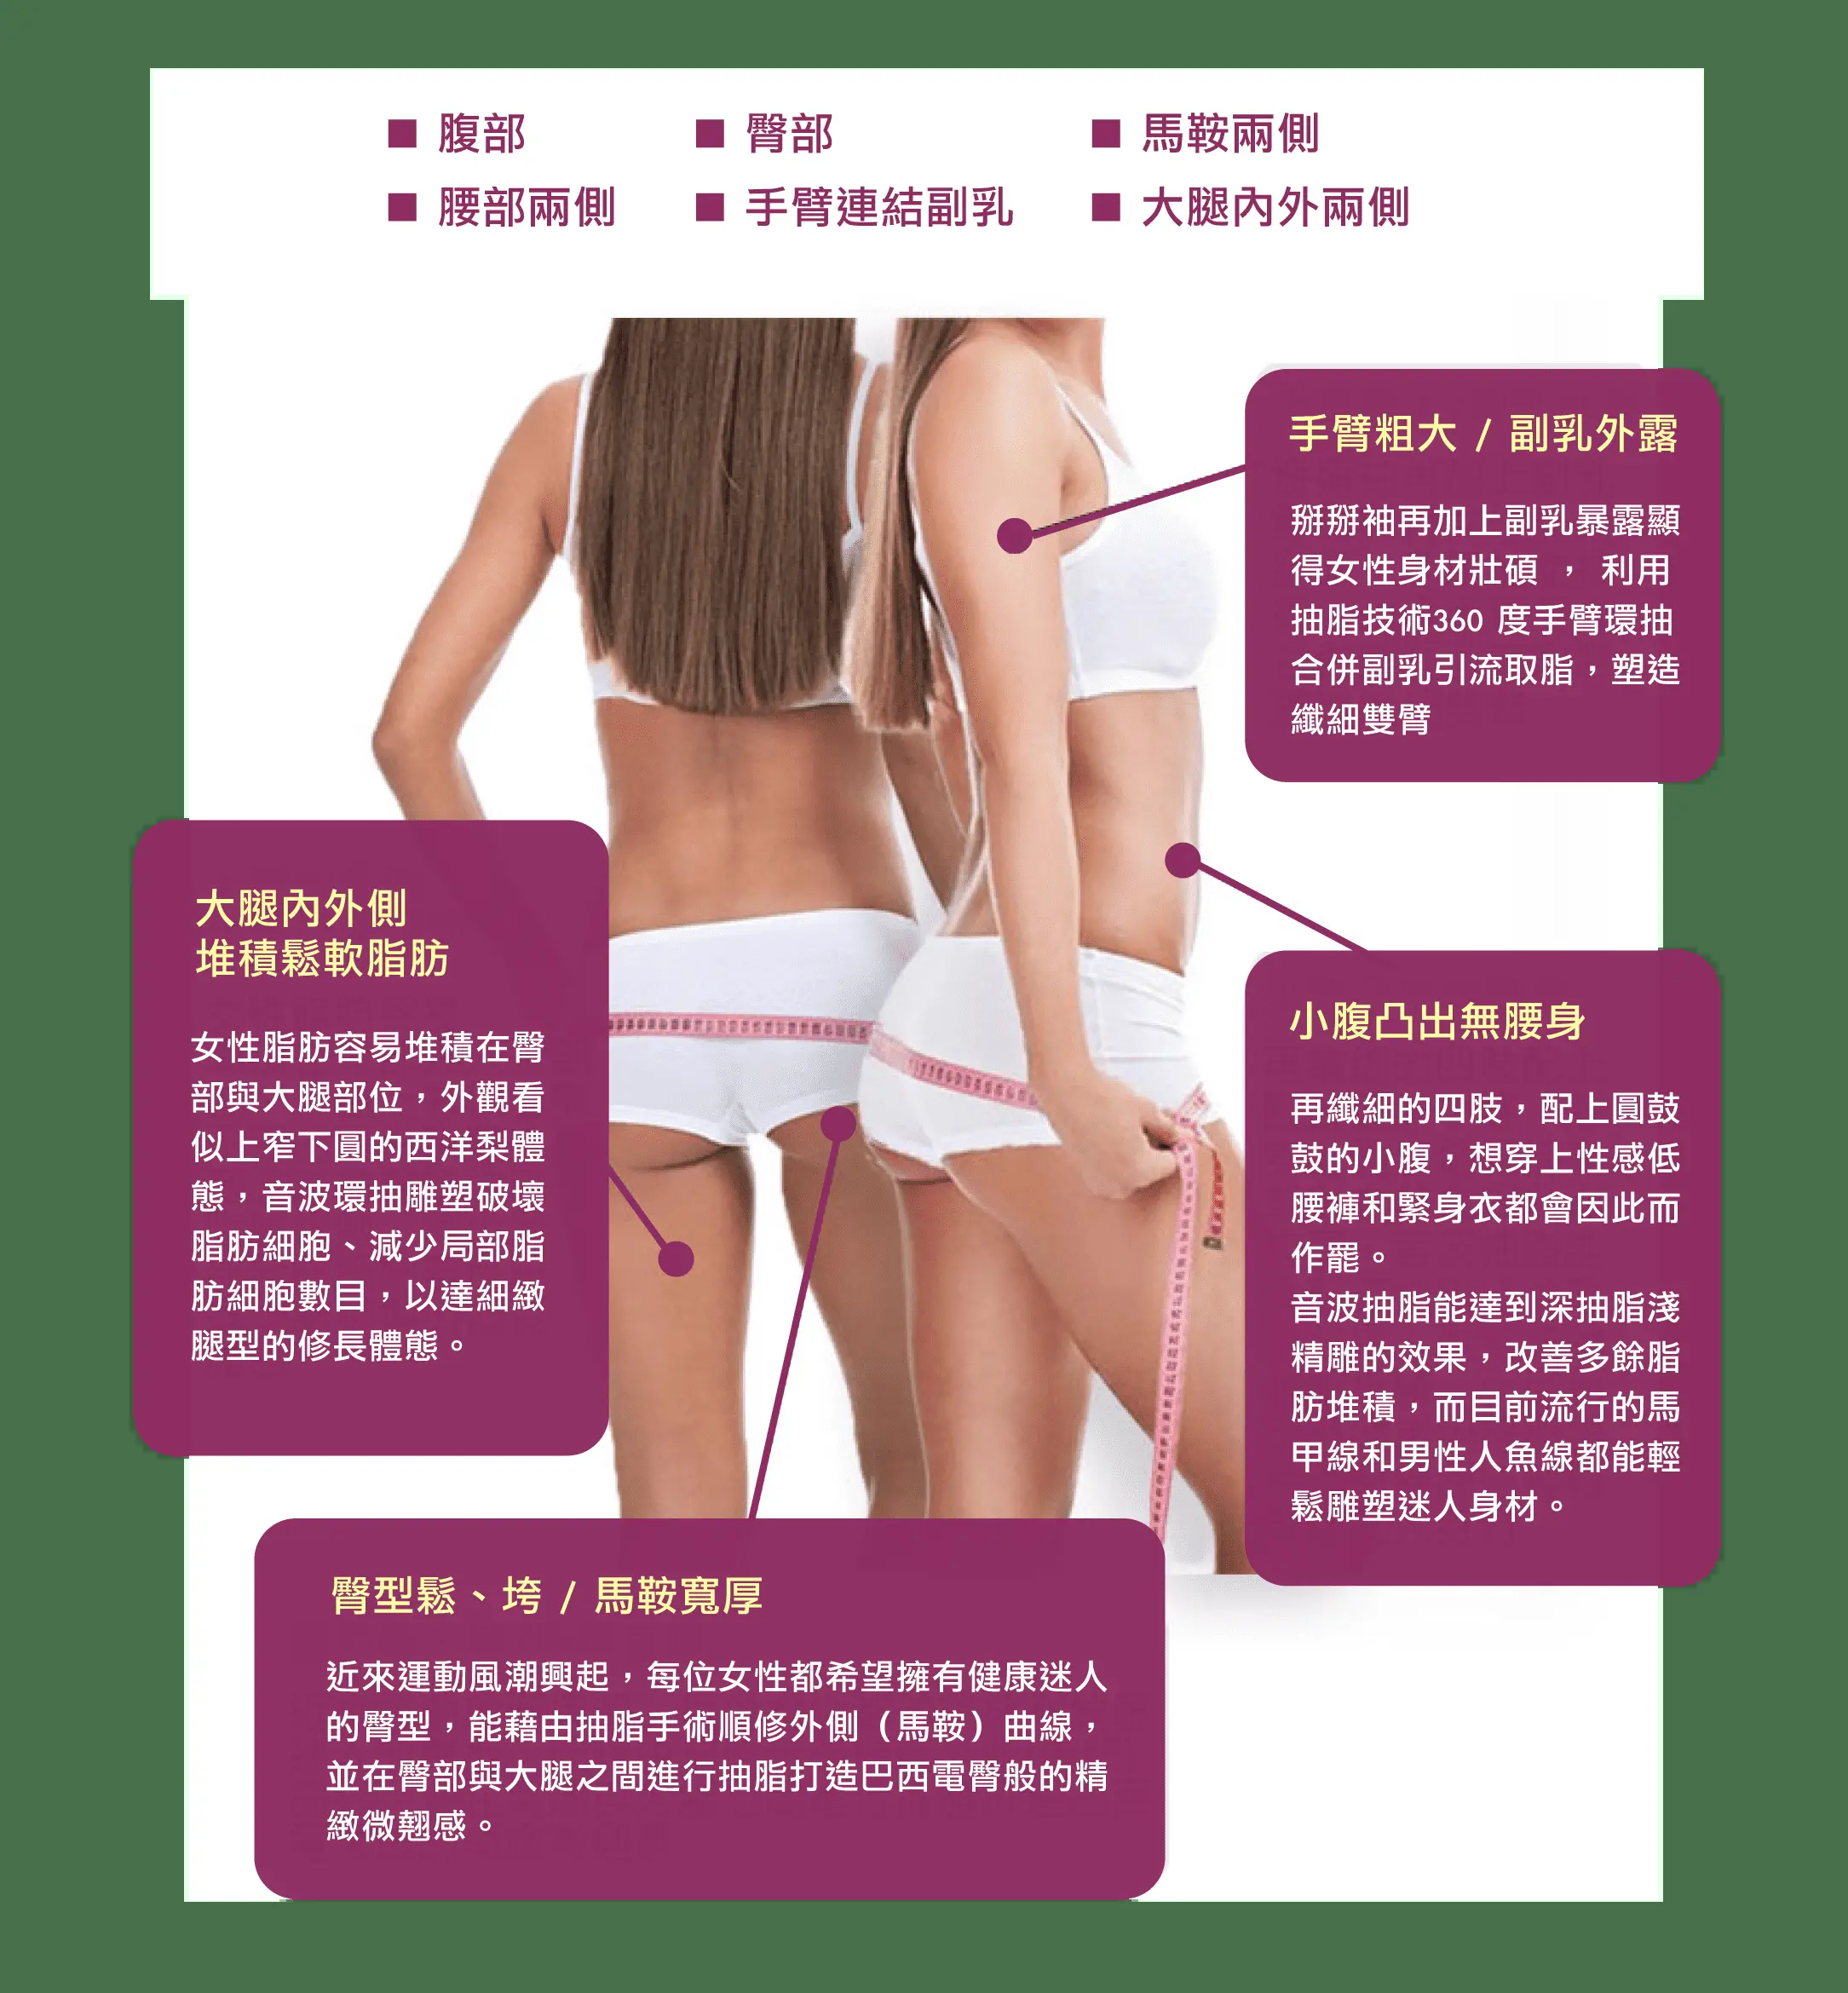 ■ 腹部
■ 臀部
■ 馬鞍兩側
■ 腰部兩側
■ 手臂連結副乳
■ 大腿內外兩側
手臂粗大 / 副乳外露
掰掰袖再加上副乳暴露顯
得女性身材壯碩 ， 利用
抽脂技術360 度手臂環抽
合併副乳引流取脂，塑造
纖細雙臂
大腿內外側
堆積鬆軟脂肪
女性脂肪容易堆積在臀
部與大腿部位，外觀看
似上窄下圓的西洋梨體
態，音波環抽雕塑破壞
脂肪細胞、減少局部脂
肪細胞數目，以達細緻
腿型的修長體態。
小腹凸出無腰身
再纖細的四肢，配上圓鼓
鼓的小腹，想穿上性感低
腰褲和緊身衣都會因此而
作罷。
音波抽脂能達到深抽脂淺
精雕的效果，改善多餘脂
肪堆積，而目前流行的馬
甲線和男性人魚線都能輕
鬆雕塑迷人身材。
臀型鬆、垮 / 馬鞍寬厚
近來運動風潮興起，每位女性都希望擁有健康迷人
的臀型，能藉由抽脂手術順修外側（馬鞍）曲線，
並在臀部與大腿之間進行抽脂打造巴西電臀般的精
緻微翹感。